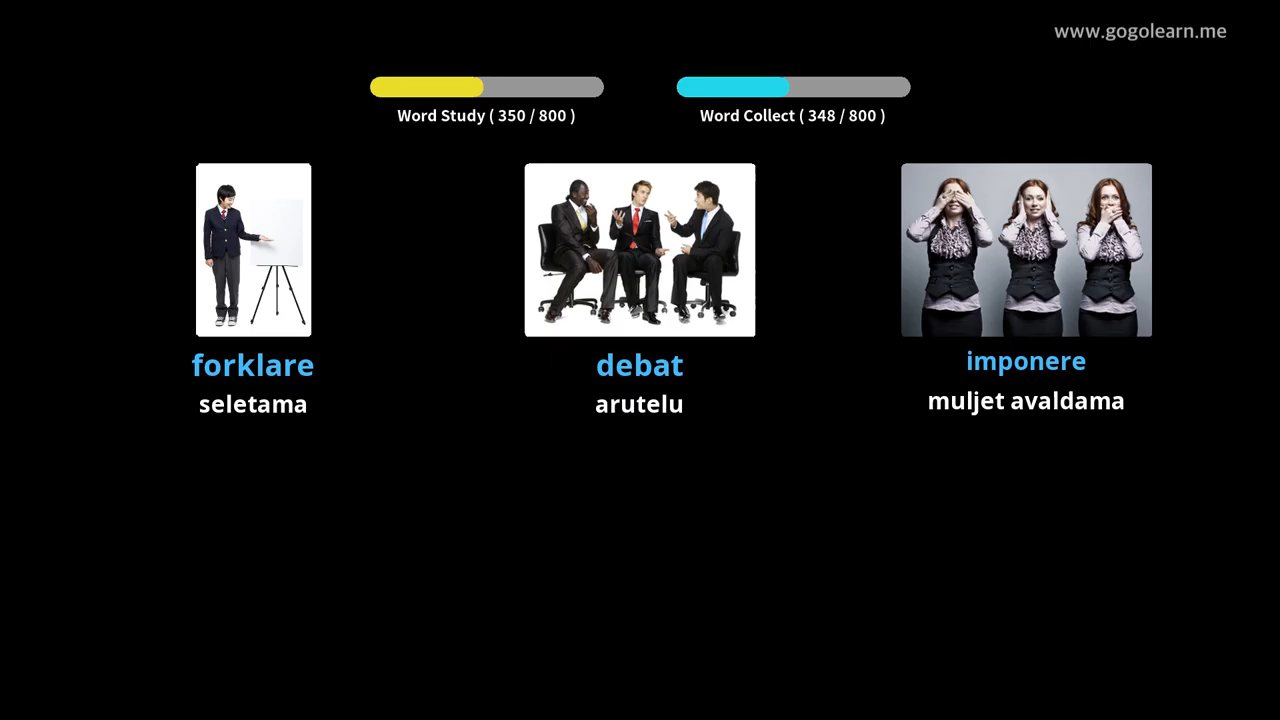 www.gogolearn.me
Word Study ( 350 / 800 )
Word Collect ( 348 / 800 )
forklare
seletama
debat
arutelu
imponere
muljet avaldama